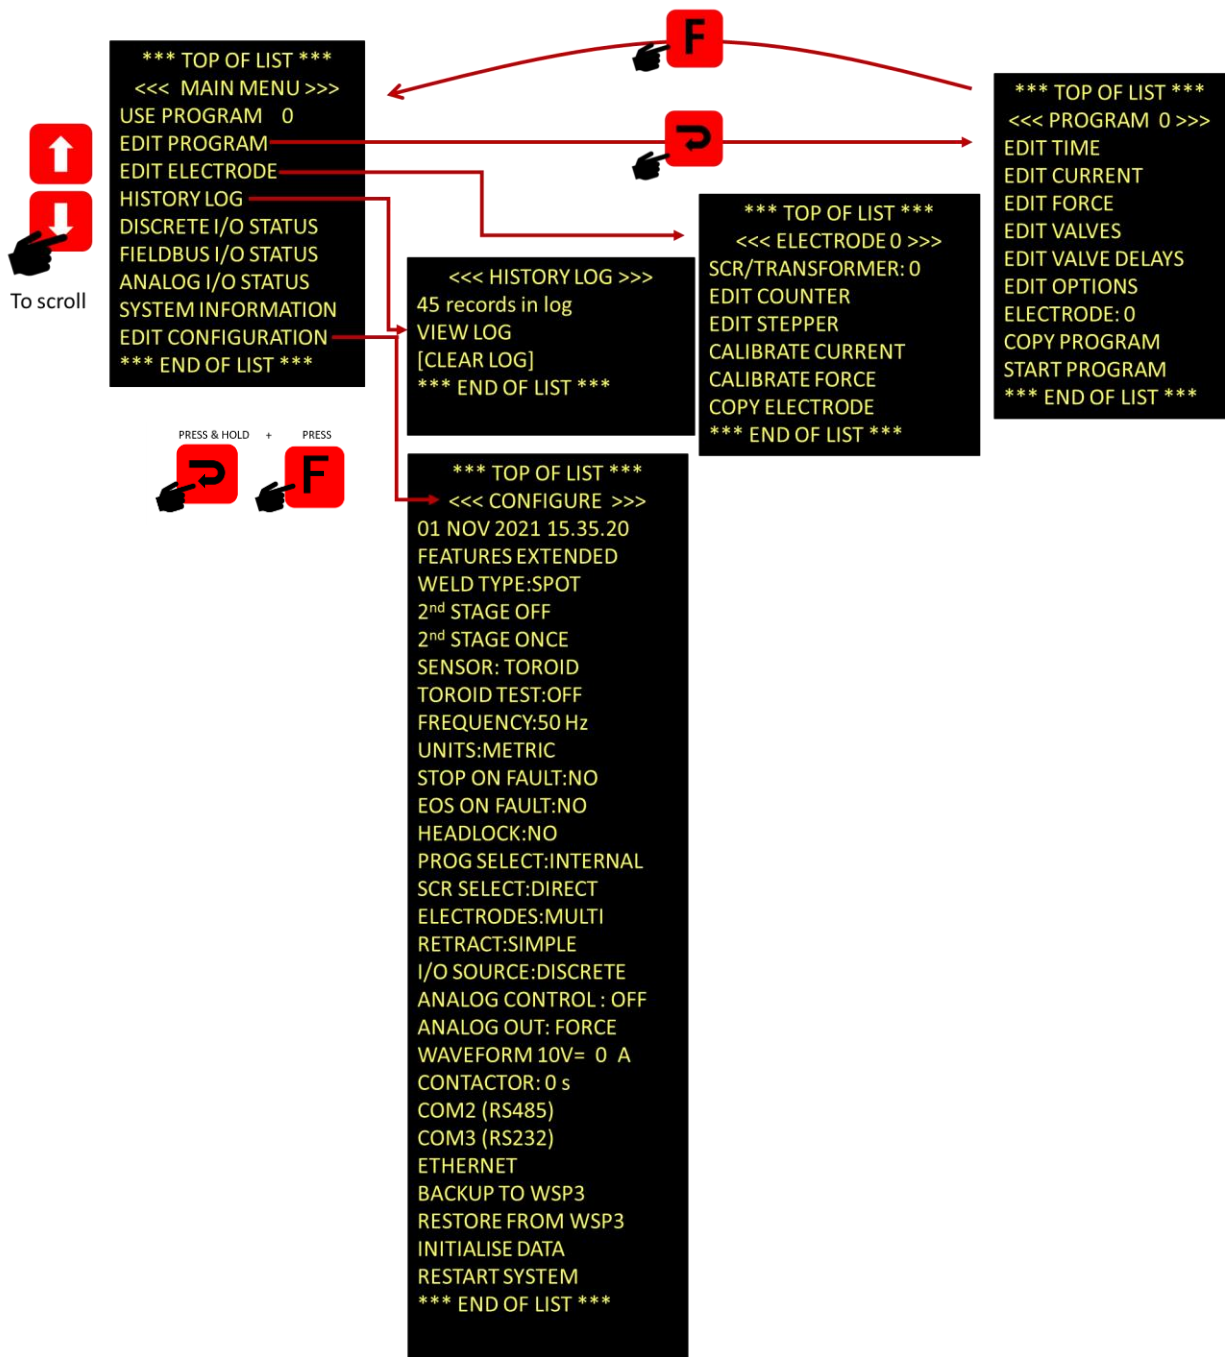 F
*** TOP OF LIST ***
<<< MAIN MENU >>>
USE PROGRAM 0
EDIT PROGRAM
EDIT ELECTRODE
HISTORY LOG
DISCRETE I/O STATUS
FIELDBUS I/O STATUS
ANALOG I/O STATUS
SYSTEM INFORMATION
EDIT CONFIGURATION
*** END OF LIST ***
To scroll
*** TOP OF LIST ***
<<< PROGRAM 0 >>>
EDIT TIME
EDIT CURRENT
EDIT FORCE
EDIT VALVES
EDIT VALVE DELAYS
EDIT OPTIONS
ELECTRODE: 0
COPY PROGRAM
START PROGRAM
*** END OF LIST ***
*** TOP OF LIST ***
<<< ELECTRODE 0 >>>
SCR/TRANSFORMER: 0
EDIT COUNTER
EDIT STEPPER
CALIBRATE CURRENT
CALIBRATE FORCE
COPY ELECTRODE
*** END OF LIST ***
<<< HISTORY LOG >>>
45 records in log
VIEW LOG
[CLEAR LOG]
*** END OF LIST ***
PRESS & HOLD + PRESS
F
*** TOP OF LIST ***
<<< CONFIGURE >>>
01 NOV 2021 15.35.20
FEATURES EXTENDED
WELD TYPE:SPOT
2nd STAGE OFF
2nd STAGE ONCE
SENSOR: TOROID
TOROID TEST:OFF
FREQUENCY:50 Hz
UNITS:METRIC
STOP ON FAULT:NO
EOS ON FAULT:NO
HEADLOCK:NO
PROG SELECT:INTERNAL
SCR SELECT:DIRECT
ELECTRODES:MULTI
RETRACT:SIMPLE
I/O SOURCE:DISCRETE
ANALOG CONTROL : OFF
ANALOG OUT: FORCE
WAVEFORM 10V= 0 A
CONTACTOR: 0 s
COM2 (RS485)
COM3 (RS232)
ETHERNET
BACKUP TO WSP3
RESTORE FROM WSP3
INITIALISE DATA
RESTART SYSTEM
*** END OF LIST ***